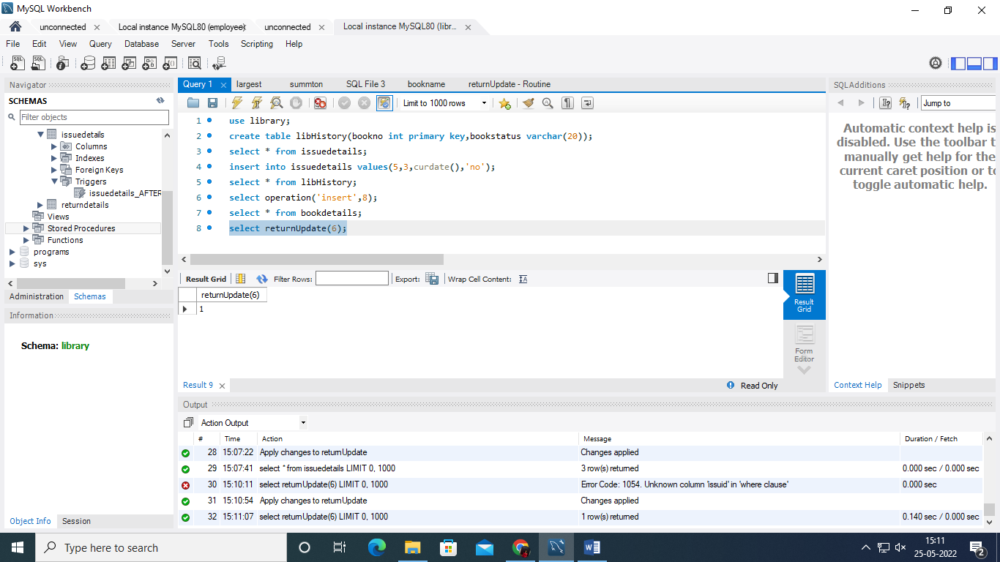 MySQL Workbench
unconnected
Local instance MySQL80 (employee)
unconnected
Local instance MySQL80 (libr...
File Edit View Query Database Server Tools Scripting Help
Navigator
SCHEMAS
Filter objects
issuedetails
Columns
Indexes
Foreign Keys
Triggers
issuedetails_AFTER
returndetails
Views
Stored Procedures
Functions
programs
sys
Administration Schemas
Information
Schema: library
Object Info Session
Query 1 largest summton SQL File 3 bookname returnUpdate - Routine
Limit to 1000 rows
1 use library;
2 create table libHistory(bookno int primary key,bookstatus varchar(20));
3 select * from issuedetails;
4 insert into issuedetails values(5,3,curdate(),'no');
5 select * from libHistory;
6 select operation('insert',8);
7 select * from bookdetails;
8 select returnUpdate(6);
Result Grid Filter Rows: Export: Wrap Cell Content:
returnUpdate(6)
1
Result Grid
Form Editor
Result 9
Read Only
SQLAdditions
Jump to
Automatic context help is
disabled. Use the toolbar t
manually get help for the
current caret position or to
toggle automatic help.
Context Help Snippets
Output
Action Output
# Time Action Message Duration / Fetch
28 15:07:22 Apply changes to returnUpdate Changes applied
29 15:07:41 select * from issuedetails LIMIT 0, 1000 3 row(s) returned 0.000 sec / 0.000 sec
30 15:10:11 select returnUpdate(6) LIMIT 0, 1000 Error Code: 1054. Unknown column 'issuid' in 'where clause' 0.000 sec
31 15:10:54 Apply changes to returnUpdate Changes applied
32 15:11:07 select returnUpdate(6) LIMIT 0, 1000 1 row(s) returned 0.140 sec / 0.000 sec
Type here to search
15:11
25-05-2022
2